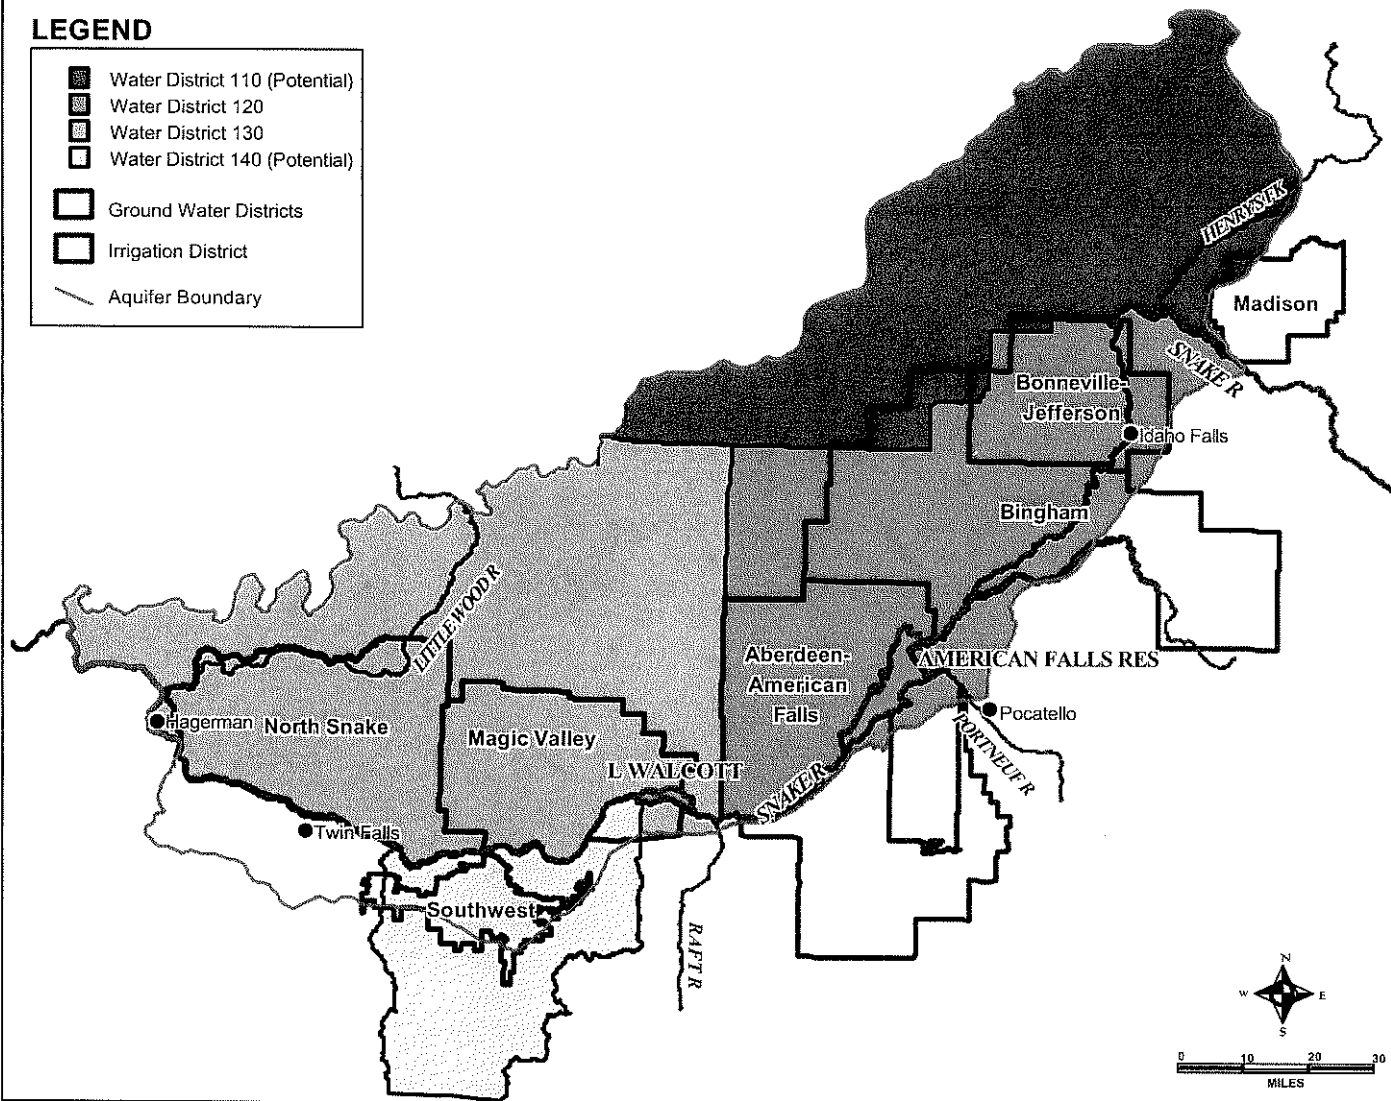 LEGEND
Water District 110 (Potential)
Water District 120
Water District 130
Water District 140 (Potential)
Ground Water Districts
Irrigation District
Aquifer Boundary
HENRYS FK
Madison
SNAKE R
Bonneville-
Jefferson
Idaho Falls
Bingham
LITTLE WOOD R
Aberdeen-
American
Falls
AMERICAN FALLS RES
Pocatello
PORTNEUF R
Hagerman
North Snake
Magic Valley
L WALCOTT
SNAKE R
Twin Falls
Southwest
RAFT R
N
W
E
S
0 10 20 30
MILES